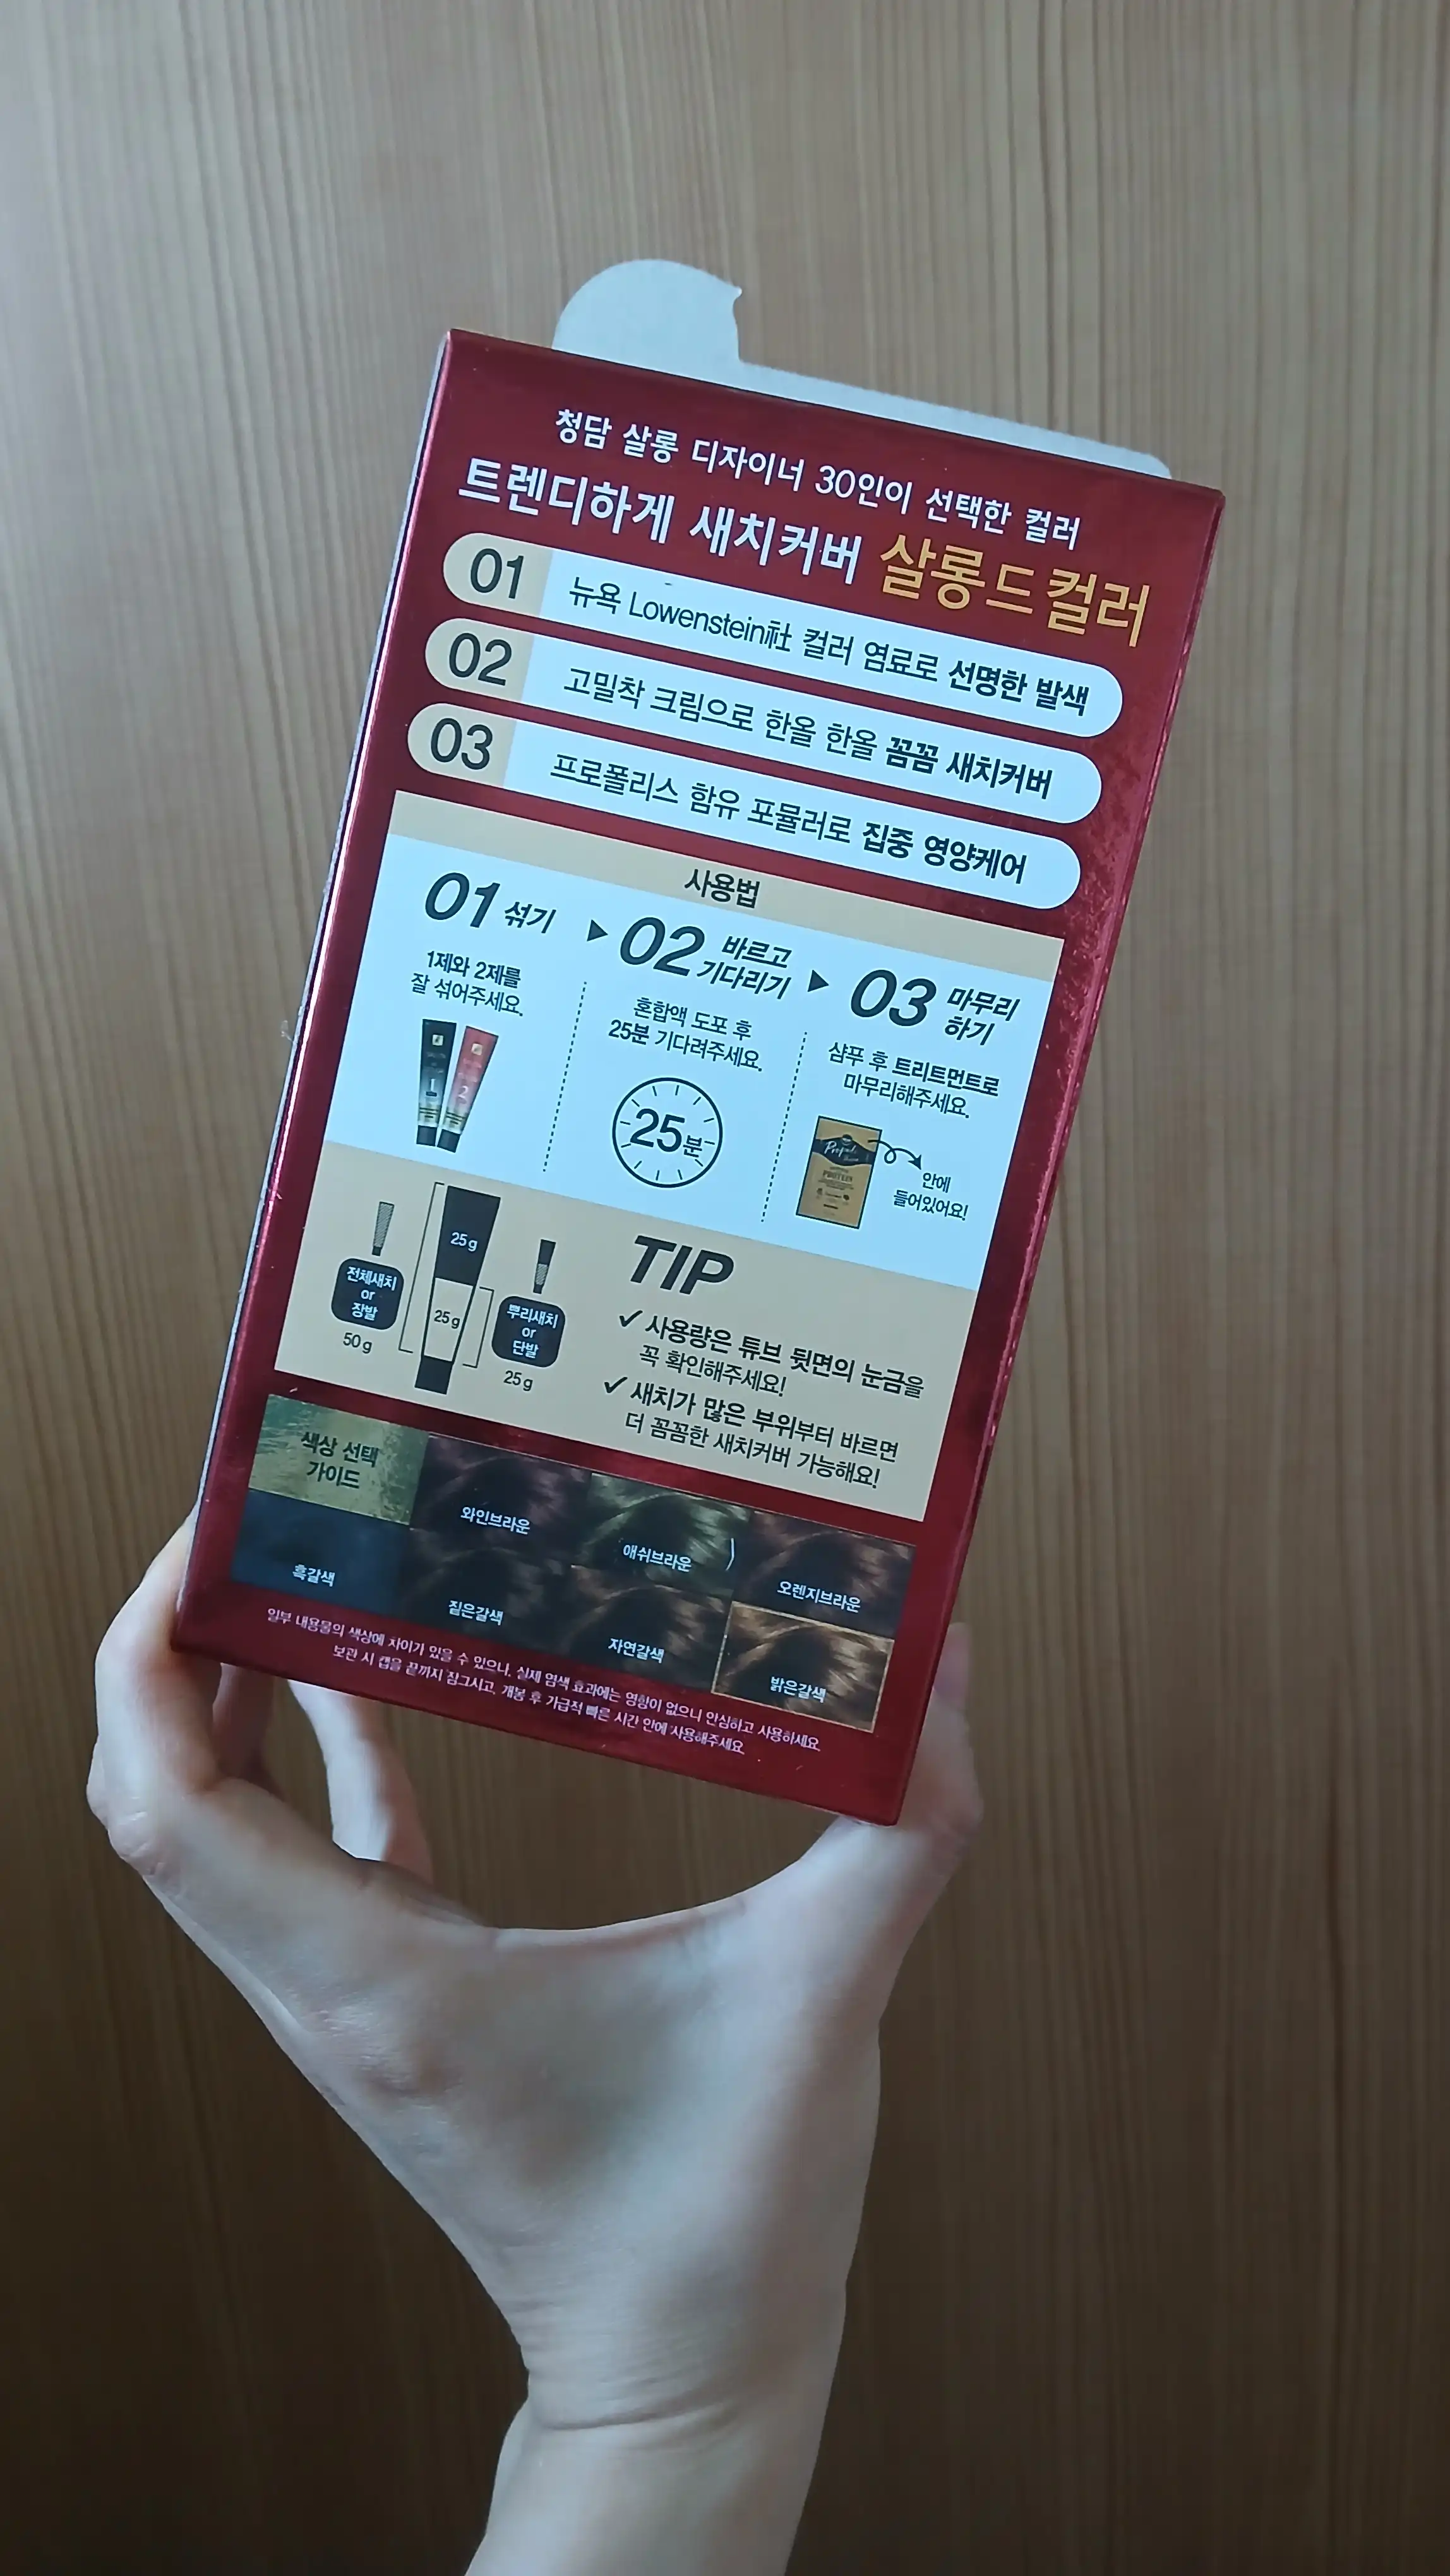 청담 살롱 디자이너 30인이 선택한 컬러
트렌디하게 새치커버 살롱드컬러
01 뉴욕 Lowenstein社 컬러 염료로 선명한 발색
02 고밀착 크림으로 한올 한올 꼼꼼 새치커버
03 프로폴리스 함유 포뮬러로 집중 영양케어
사용법
01 섞기
1제와 2제를
잘 섞어주세요.
1
2
02 바르고
기다리기
혼합액 도포 후
25분 기다려주세요.
25분
03 마무리
하기
샴푸 후 트리트먼트로
마무리해주세요.
PROTEIN
안에
들어있어요!
전체새치
or
장발
50g
25g
25g
뿌리새치
or
단발
25g
TIP
✓ 사용량은 튜브 뒷면의 눈금을
꼭 확인해주세요!
✓ 새치가 많은 부위부터 바르면
더 꼼꼼한 새치커버 가능해요!
색상 선택
가이드
와인브라운
애쉬브라운
오렌지브라운
흑갈색
짙은갈색
자연갈색
밝은갈색
일부 내용물의 색상에 차이가 있을 수 있으나, 실제 염색 효과에는 영향이 없으니 안심하고 사용하세요.
보관 시 캡을 끝까지 잠그시고, 개봉 후 가급적 빠른 시간 안에 사용해주세요.